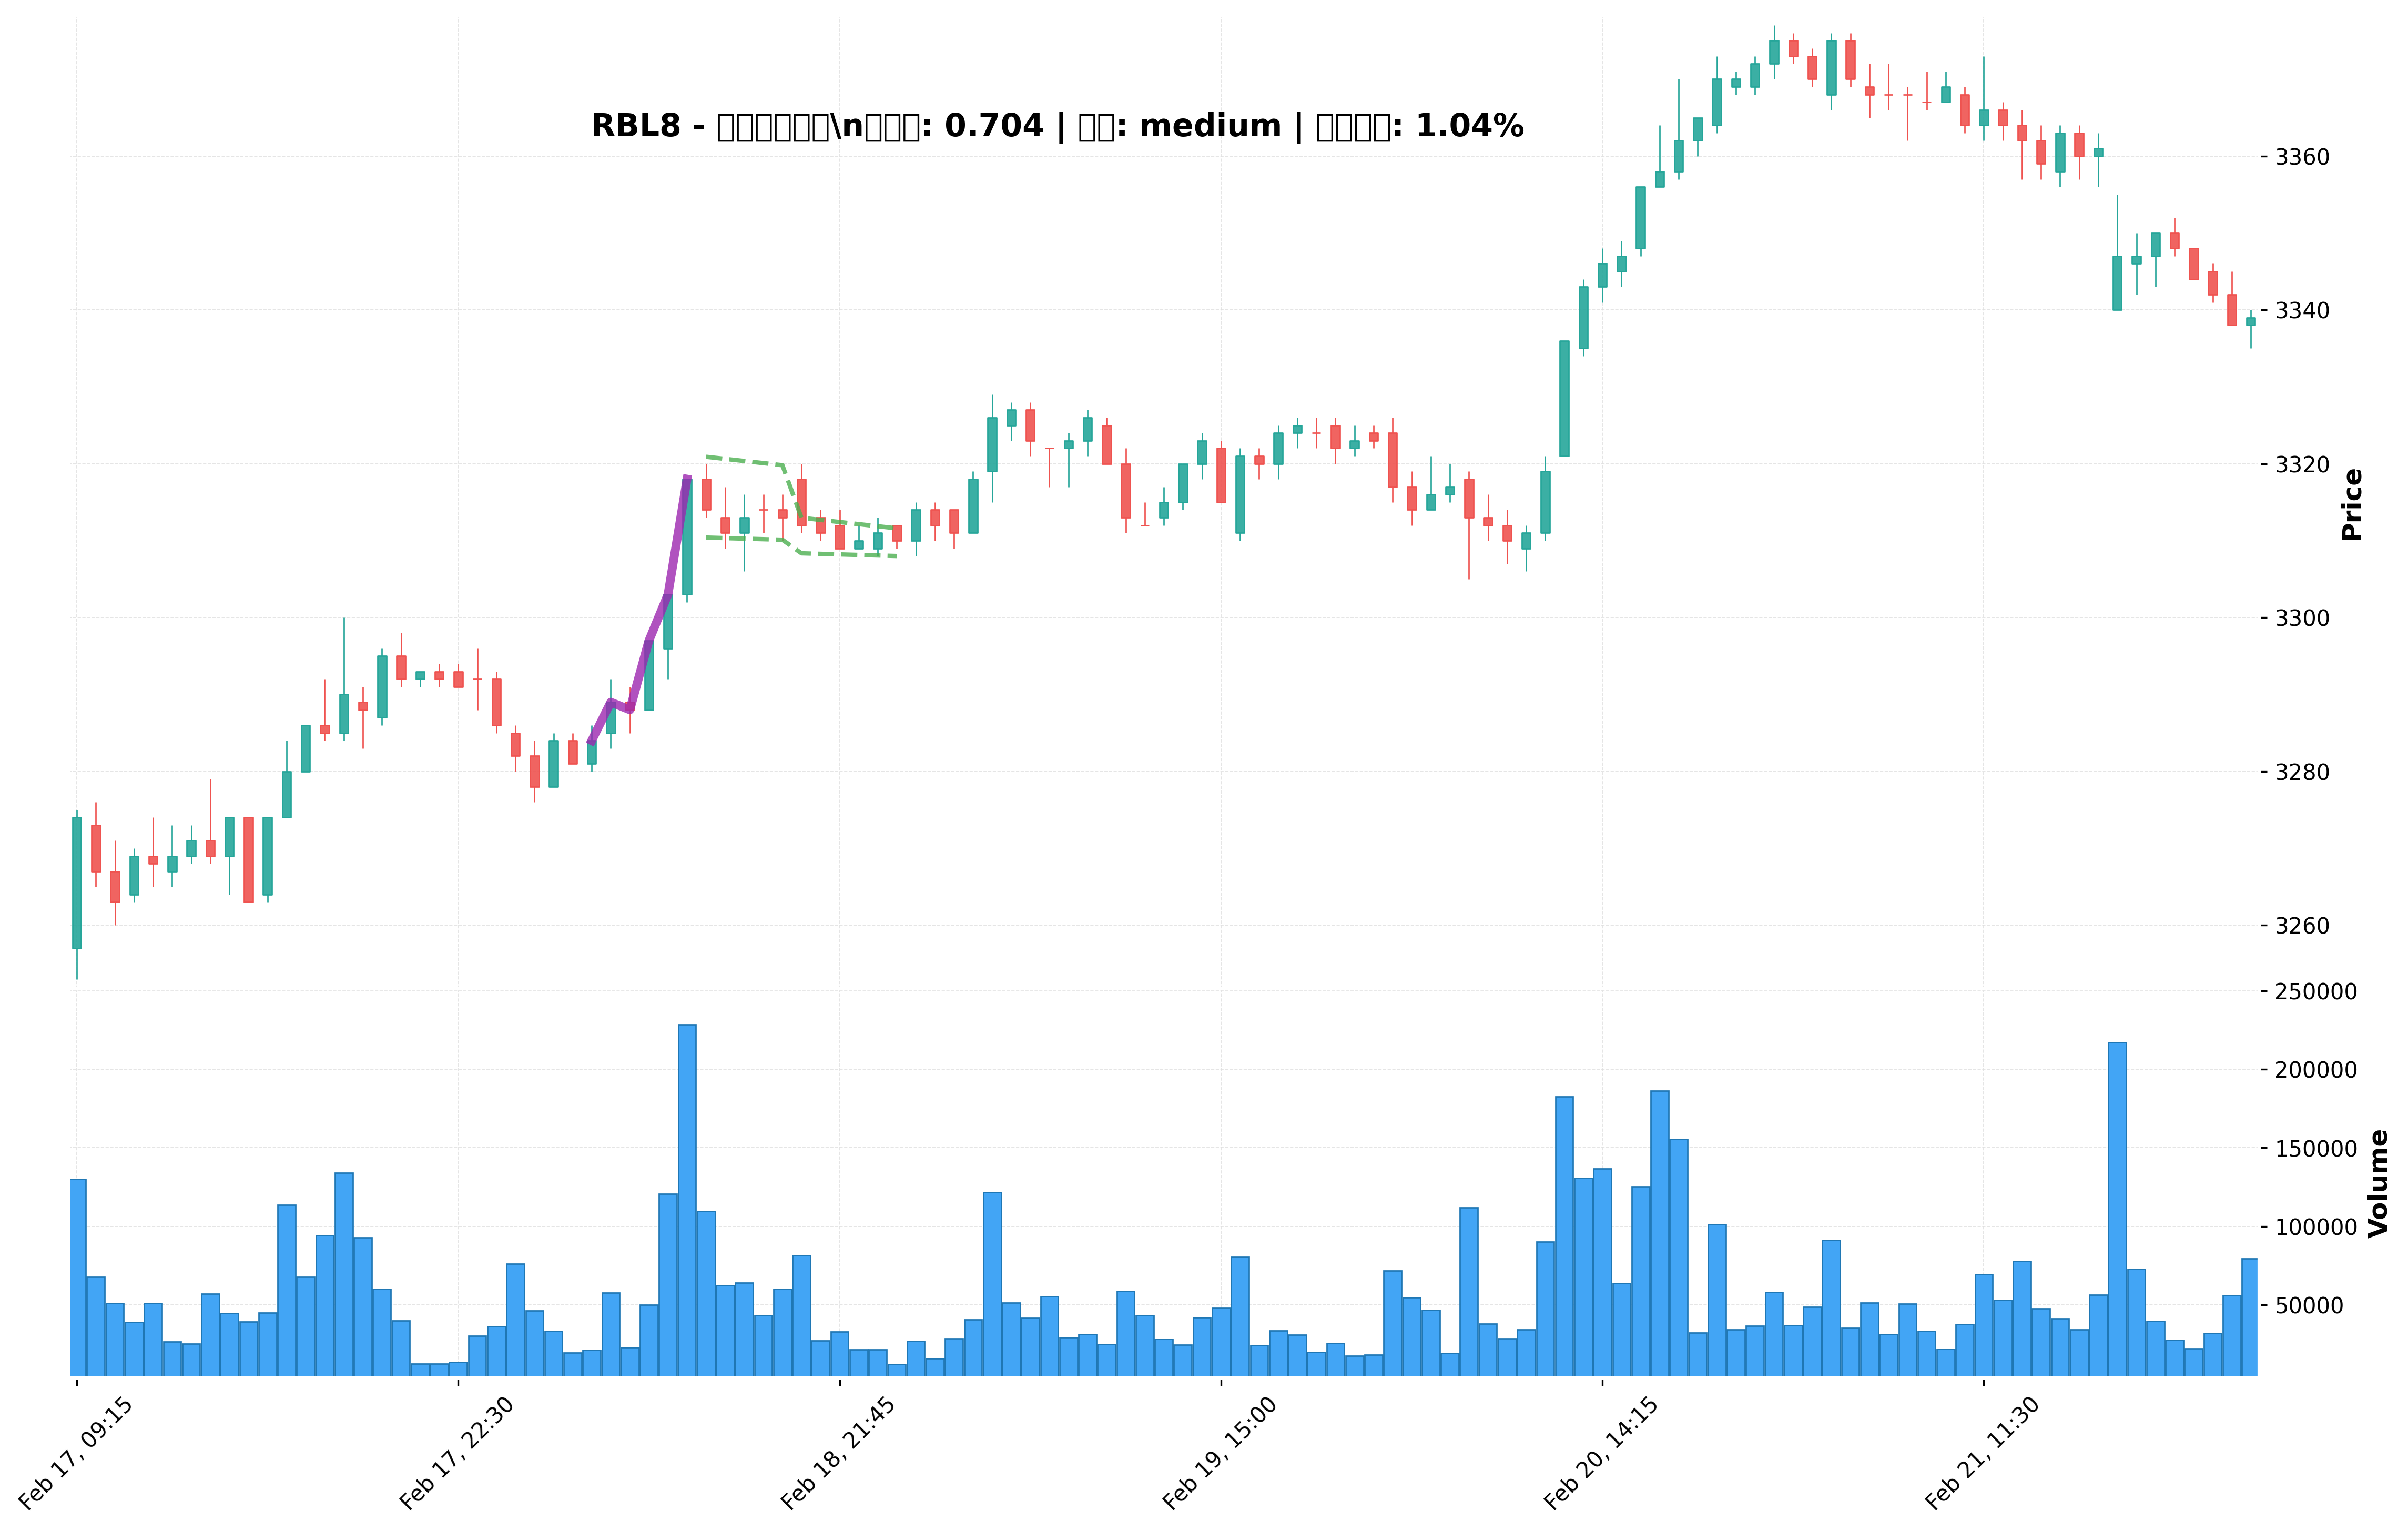 RBL8 - □□□□□□\n□□□: 0.704 | □□: medium | □□□□: 1.04%
3360
3340
3320
3300
3280
3260
Price
250000
200000
150000
100000
50000
Volume
Feb 17, 09:15
Feb 17, 22:30
Feb 18, 21:45
Feb 19, 15:00
Feb 20, 14:15
Feb 21, 11:30